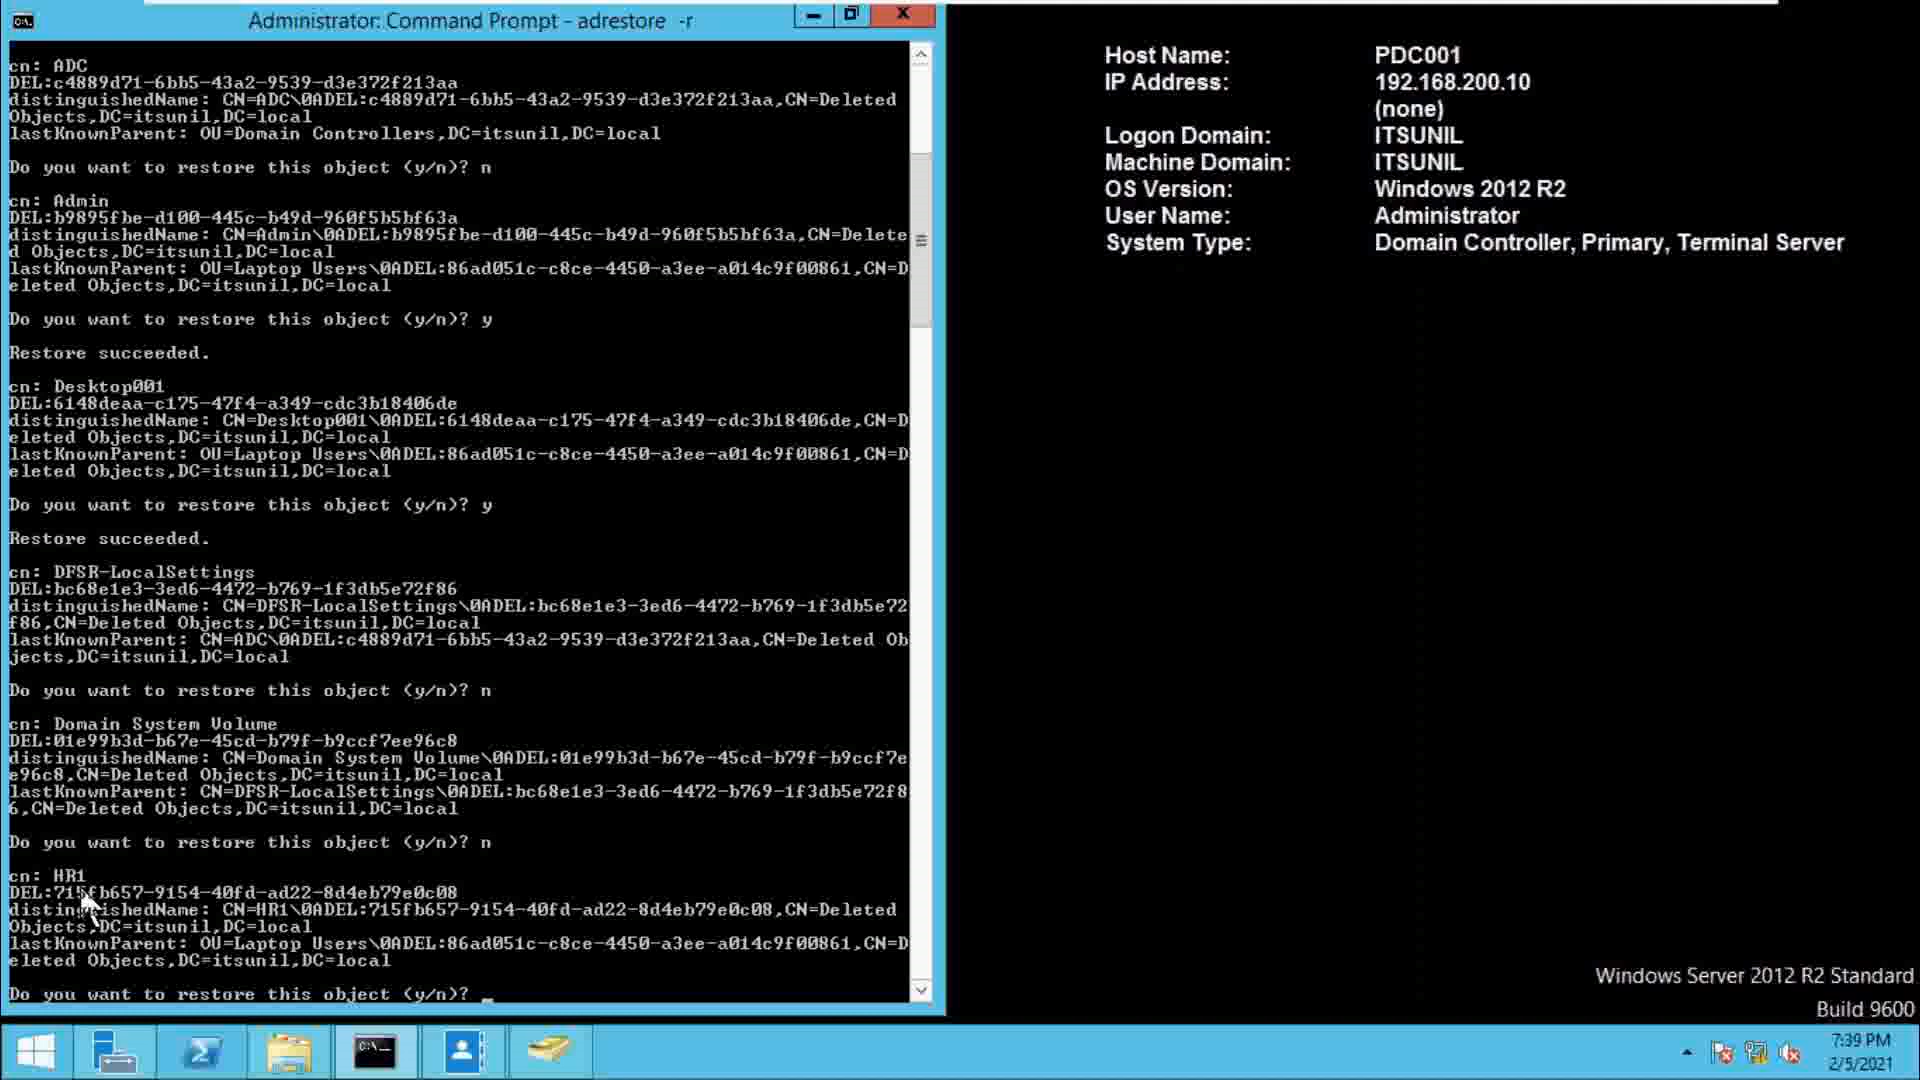 Administrator: Command Prompt - adrestore -r
cn: ADC
DEL:c4889d71-6bb5-43a2-9539-d3e372f213aa
distinguishedName: CN=ADC\0ADEL:c4889d71-6bb5-43a2-9539-d3e372f213aa,CN=Deleted
Objects,DC=itsunil,DC=local
lastKnownParent: OU=Domain Controllers,DC=itsunil,DC=local
Do you want to restore this object (y/n)? n
cn: Admin
DEL:b9895fbe-d100-445c-b49d-960f5b5bf63a
distinguishedName: CN=Admin\0ADEL:b9895fbe-d100-445c-b49d-960f5b5bf63a,CN=Delete
d Objects,DC=itsunil,DC=local
lastKnownParent: OU=Laptop Users\0ADEL:86ad051c-c8ce-4450-a3ee-a014c9f00861,CN=D
eleted Objects,DC=itsunil,DC=local
Do you want to restore this object (y/n)? y
Restore succeeded.
cn: Desktop001
DEL:6148deaa-c175-47f4-a349-cdc3b18406de
distinguishedName: CN=Desktop001\0ADEL:6148deaa-c175-47f4-a349-cdc3b18406de,CN=D
eleted Objects,DC=itsunil,DC=local
lastKnownParent: OU=Laptop Users\0ADEL:86ad051c-c8ce-4450-a3ee-a014c9f00861,CN=D
eleted Objects,DC=itsunil,DC=local
Do you want to restore this object (y/n)? y
Restore succeeded.
cn: DFSR-LocalSettings
DEL:bc68e1e3-3ed6-4472-b769-1f3db5e72f86
distinguishedName: CN=DFSR-LocalSettings\0ADEL:bc68e1e3-3ed6-4472-b769-1f3db5e72
f86,CN=Deleted Objects,DC=itsunil,DC=local
lastKnownParent: CN=ADC\0ADEL:c4889d71-6bb5-43a2-9539-d3e372f213aa,CN=Deleted Ob
jects,DC=itsunil,DC=local
Do you want to restore this object (y/n)? n
cn: Domain System Volume
DEL:01e99b3d-b67e-45cd-b79f-b9ccf7ee96c8
distinguishedName: CN=Domain System Volume\0ADEL:01e99b3d-b67e-45cd-b79f-b9ccf7e
e96c8,CN=Deleted Objects,DC=itsunil,DC=local
lastKnownParent: CN=DFSR-LocalSettings\0ADEL:bc68e1e3-3ed6-4472-b769-1f3db5e72f8
6,CN=Deleted Objects,DC=itsunil,DC=local
Do you want to restore this object (y/n)? n
cn: HR1
DEL:715fb657-9154-40fd-ad22-8d4eb79e0c08
distinguishedName: CN=HR1\0ADEL:715fb657-9154-40fd-ad22-8d4eb79e0c08,CN=Deleted
Objects,DC=itsunil,DC=local
lastKnownParent: OU=Laptop Users\0ADEL:86ad051c-c8ce-4450-a3ee-a014c9f00861,CN=D
eleted Objects,DC=itsunil,DC=local
Do you want to restore this object (y/n)? _
Host Name: PDC001
IP Address: 192.168.200.10
(none)
Logon Domain: ITSUNIL
Machine Domain: ITSUNIL
OS Version: Windows 2012 R2
User Name: Administrator
System Type: Domain Controller, Primary, Terminal Server
Windows Server 2012 R2 Standard
Build 9600
7:39 PM
2/5/2021